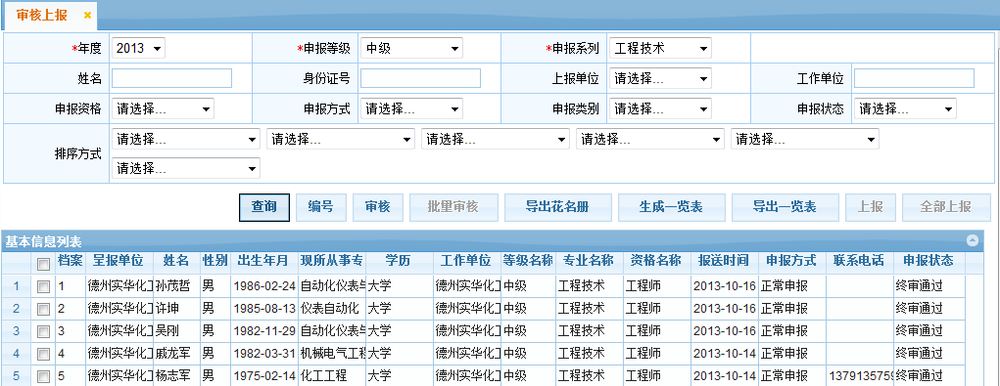 审核上报
*年度 2013 *申报等级 中级 *申报系列 工程技术
姓名 身份证号 上报单位 请选择... 工作单位
申报资格 请选择... 申报方式 请选择... 申报类别 请选择... 申报状态 请选择...
请选择... 请选择... 请选择... 请选择... 请选择...
排序方式
请选择...
查询 编号 审核 批量审核 导出花名册 生成一览表 导出一览表 上报 全部上报
基本信息列表
档案 呈报单位 姓名 性别 出生年月 现所从事专 学历 工作单位 等级名称 专业名称 资格名称 报送时间 申报方式 联系电话 申报状态
1 1 德州实华化工 孙茂哲 男 1986-02-24 自动化仪表与 大学 德州实华化工 中级 工程技术 工程师 2013-10-16 正常申报 终审通过
2 2 德州实华化工 许坤 男 1985-08-13 仪表自动化 大学 德州实华化工 中级 工程技术 工程师 2013-10-16 正常申报 终审通过
3 3 德州实华化工 吴刚 男 1982-11-29 自动化仪表与 大学 德州实华化工 中级 工程技术 工程师 2013-10-16 正常申报 终审通过
4 4 德州实华化工 戚龙军 男 1982-03-31 机械电气工程 大学 德州实华化工 中级 工程技术 工程师 2013-10-14 正常申报 终审通过
5 5 德州实华化工 杨志军 男 1975-02-14 化工工程 大学 德州实华化工 中级 工程技术 工程师 2013-10-14 正常申报 1379135759 终审通过